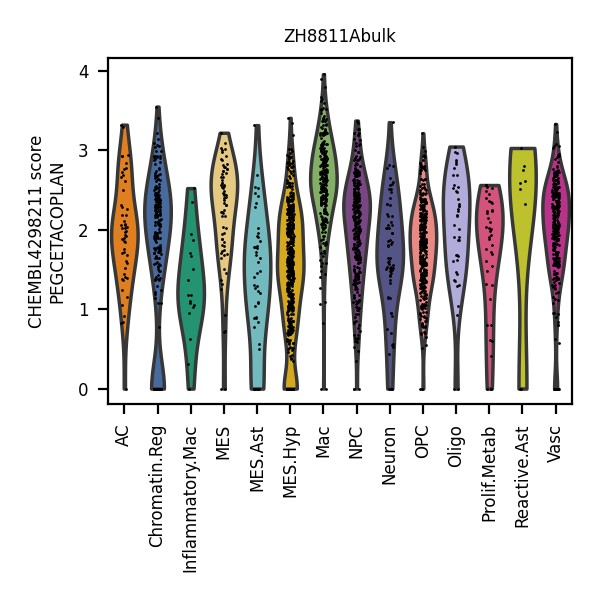 ZH8811Abulk
CHEMBL4298211 score
PEGCETACOPLAN
4
3
2
1
0
AC
Chromatin.Reg
Inflammatory.Mac
MES
MES.Ast
MES.Hyp
Mac
NPC
Neuron
OPC
Oligo
Prolif.Metab
Reactive.Ast
Vasc